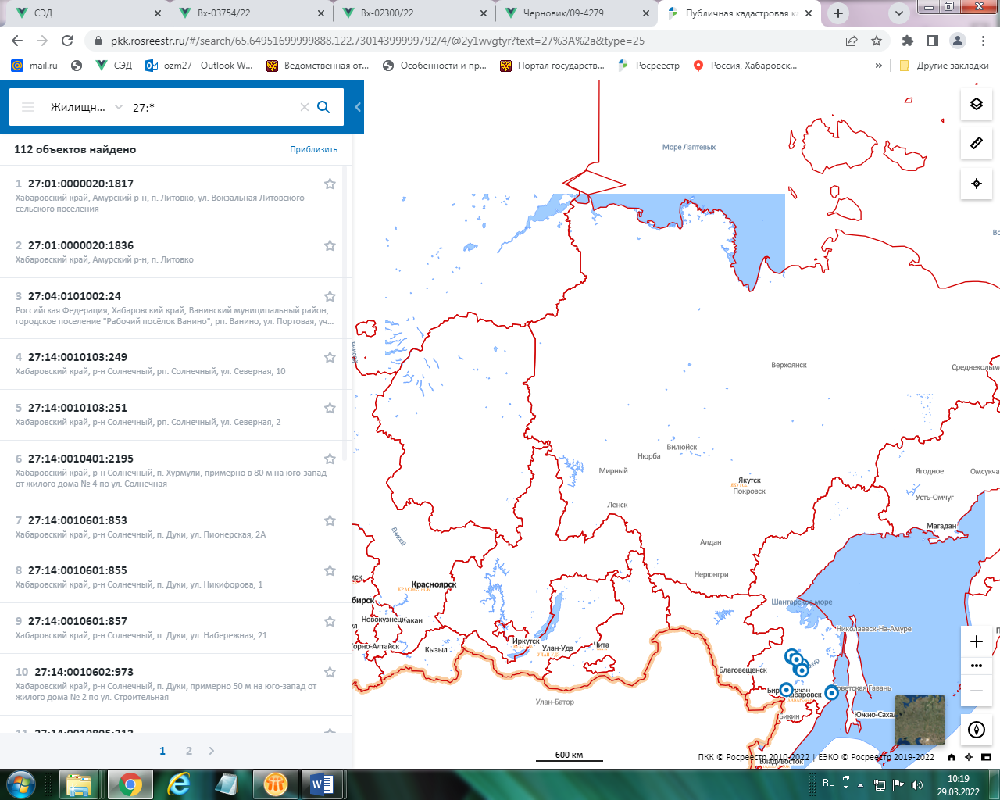 СЭД
Вх-03754/22
Вх-02300/22
Черновик/09-4279
Публичная кадастровая ка
pkk.rosreestr.ru/#/search/65.64951699999888,122.73014399999792/4/@2y1wvgtyr?text=27%3A%2a&type=25
mail.ru
СЭД
ozm27 - Outlook W...
Ведомственная от...
Особенности и пр...
Портал государств...
Росреестр
Россия, Хабаровск...
»
Другие закладки
Жилищн...
27:*
112 объектов найдено
Приблизить
1 27:01:0000020:1817
Хабаровский край, Амурский р-н, п. Литовко, ул. Вокзальная Литовского
сельского поселения
2 27:01:0000020:1836
Хабаровский край, Амурский р-н, п. Литовко
3 27:04:0101002:24
Российская Федерация, Хабаровский край, Ванинский муниципальный район,
городское поселение "Рабочий посёлок Ванино", рп. Ванино, ул. Портовая, уч...
4 27:14:0010103:249
Хабаровский край, р-н Солнечный, рп. Солнечный, ул. Северная, 10
5 27:14:0010103:251
Хабаровский край, р-н Солнечный, рп. Солнечный, ул. Северная, 2
6 27:14:0010401:2195
Хабаровский край, р-н Солнечный, п. Хурмули, примерно в 80 м на юго-запад
от жилого дома № 4 по ул. Солнечная
7 27:14:0010601:853
Хабаровский край, р-н Солнечный, п. Дуки, ул. Пионерская, 2А
8 27:14:0010601:855
Хабаровский край, р-н Солнечный, п. Дуки, ул. Никифорова, 1
9 27:14:0010601:857
Хабаровский край, р-н Солнечный, п. Дуки, ул. Набережная, 21
10 27:14:0010602:973
Хабаровский край, р-н Солнечный, п. Дуки, примерно 50 м на юго-запад от
жилого дома № 2 по ул. Строительная
11 27:14:0010805:312
1 2
Море Лаптевых
Верхоянск
Среднеколым
Вилюйск
Нюрба
Мирный
Якутск
Покровск
Ягодное
Омсукча
Усть-Омчуг
Ленск
Магадан
Енисей
Алдан
Нерюнгри
Красноярск
КРАСНОЯРСК
Шантарское море
Николаевск-На-Амуре
Новокузнецк
акан
орно-Алтайск
Кызыл
Иркутск
Улан-Удэ
УЛАН-УДЭ
Чита
Благовещенск
Советская Гавань
Хабаровск
Бикин
Южно-Сахал
Улан-Батор
Владивосток
600 км
ПКК © Росреестр 2010-2022 | ЕЭКО © Росреестр 2019-2022
RU
10:19
29.03.2022